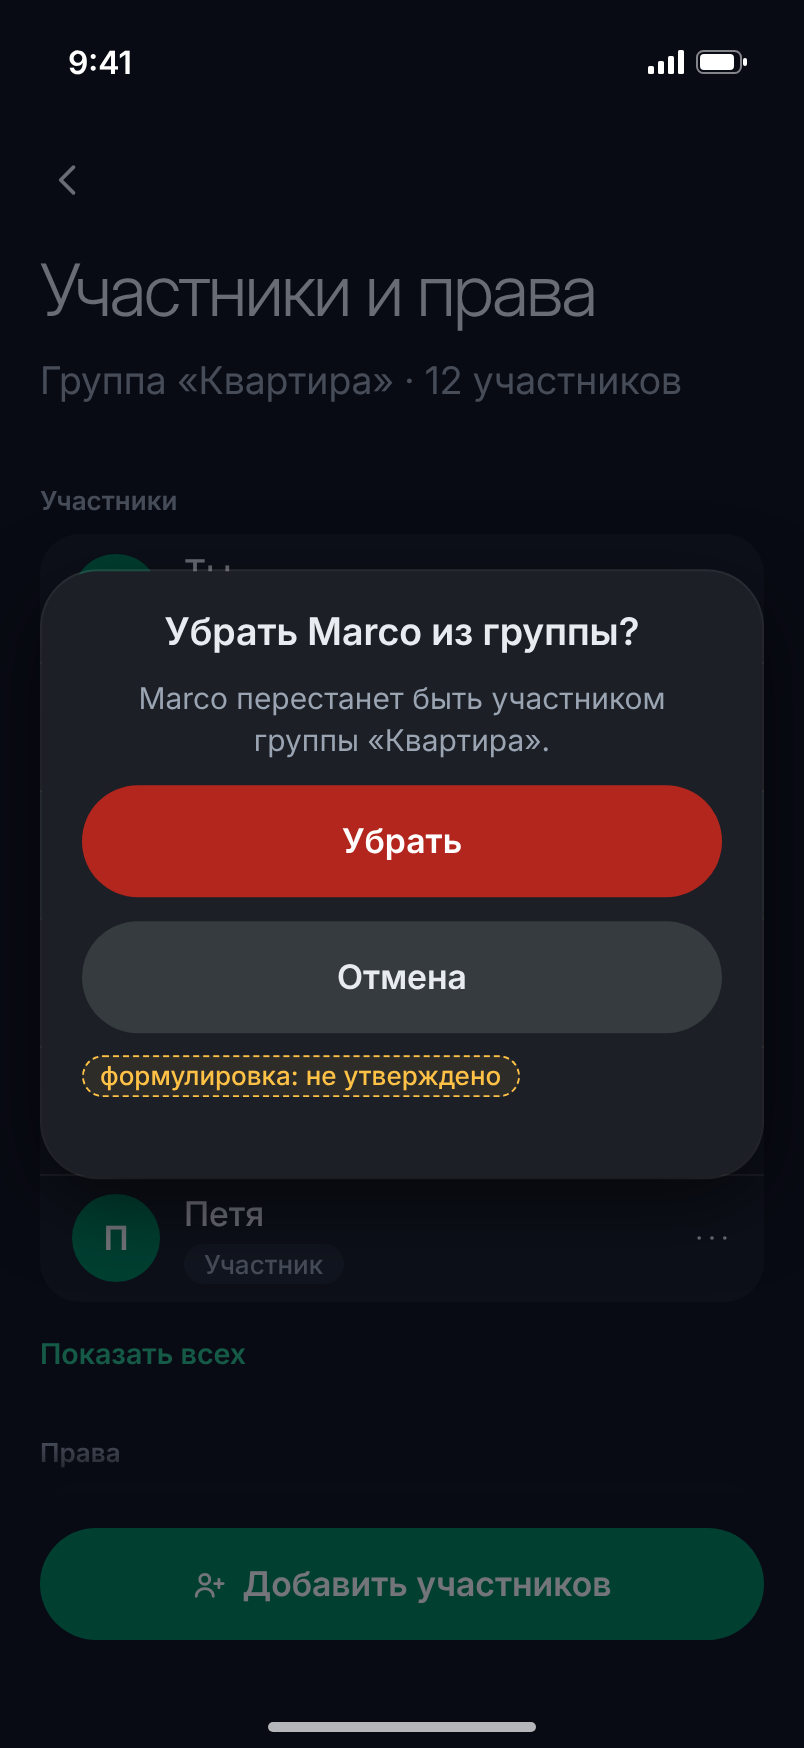 9:41
Участники и права
Группа «Квартира» · 12 участников
Участники
Убрать Marco из группы?
Marco перестанет быть участником
группы «Квартира».
Убрать
Отмена
формулировка: не утверждено
П
Петя
Участник
Показать всех
Права
Добавить участников